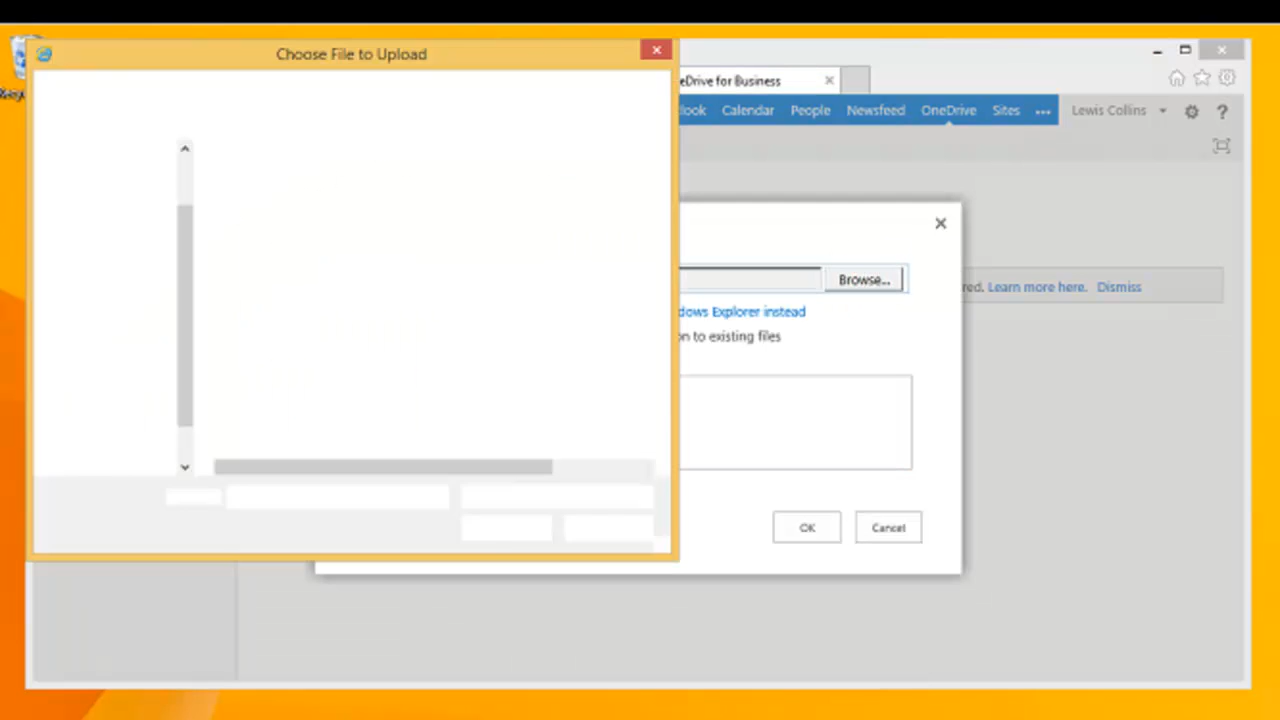 Choose File to Upload
eDrive for Business
look Calendar People Newsfeed OneDrive Sites ... Lewis Collins ?
Browse...
red. Learn more here. Dismiss
dows Explorer instead
on to existing files
OK Cancel